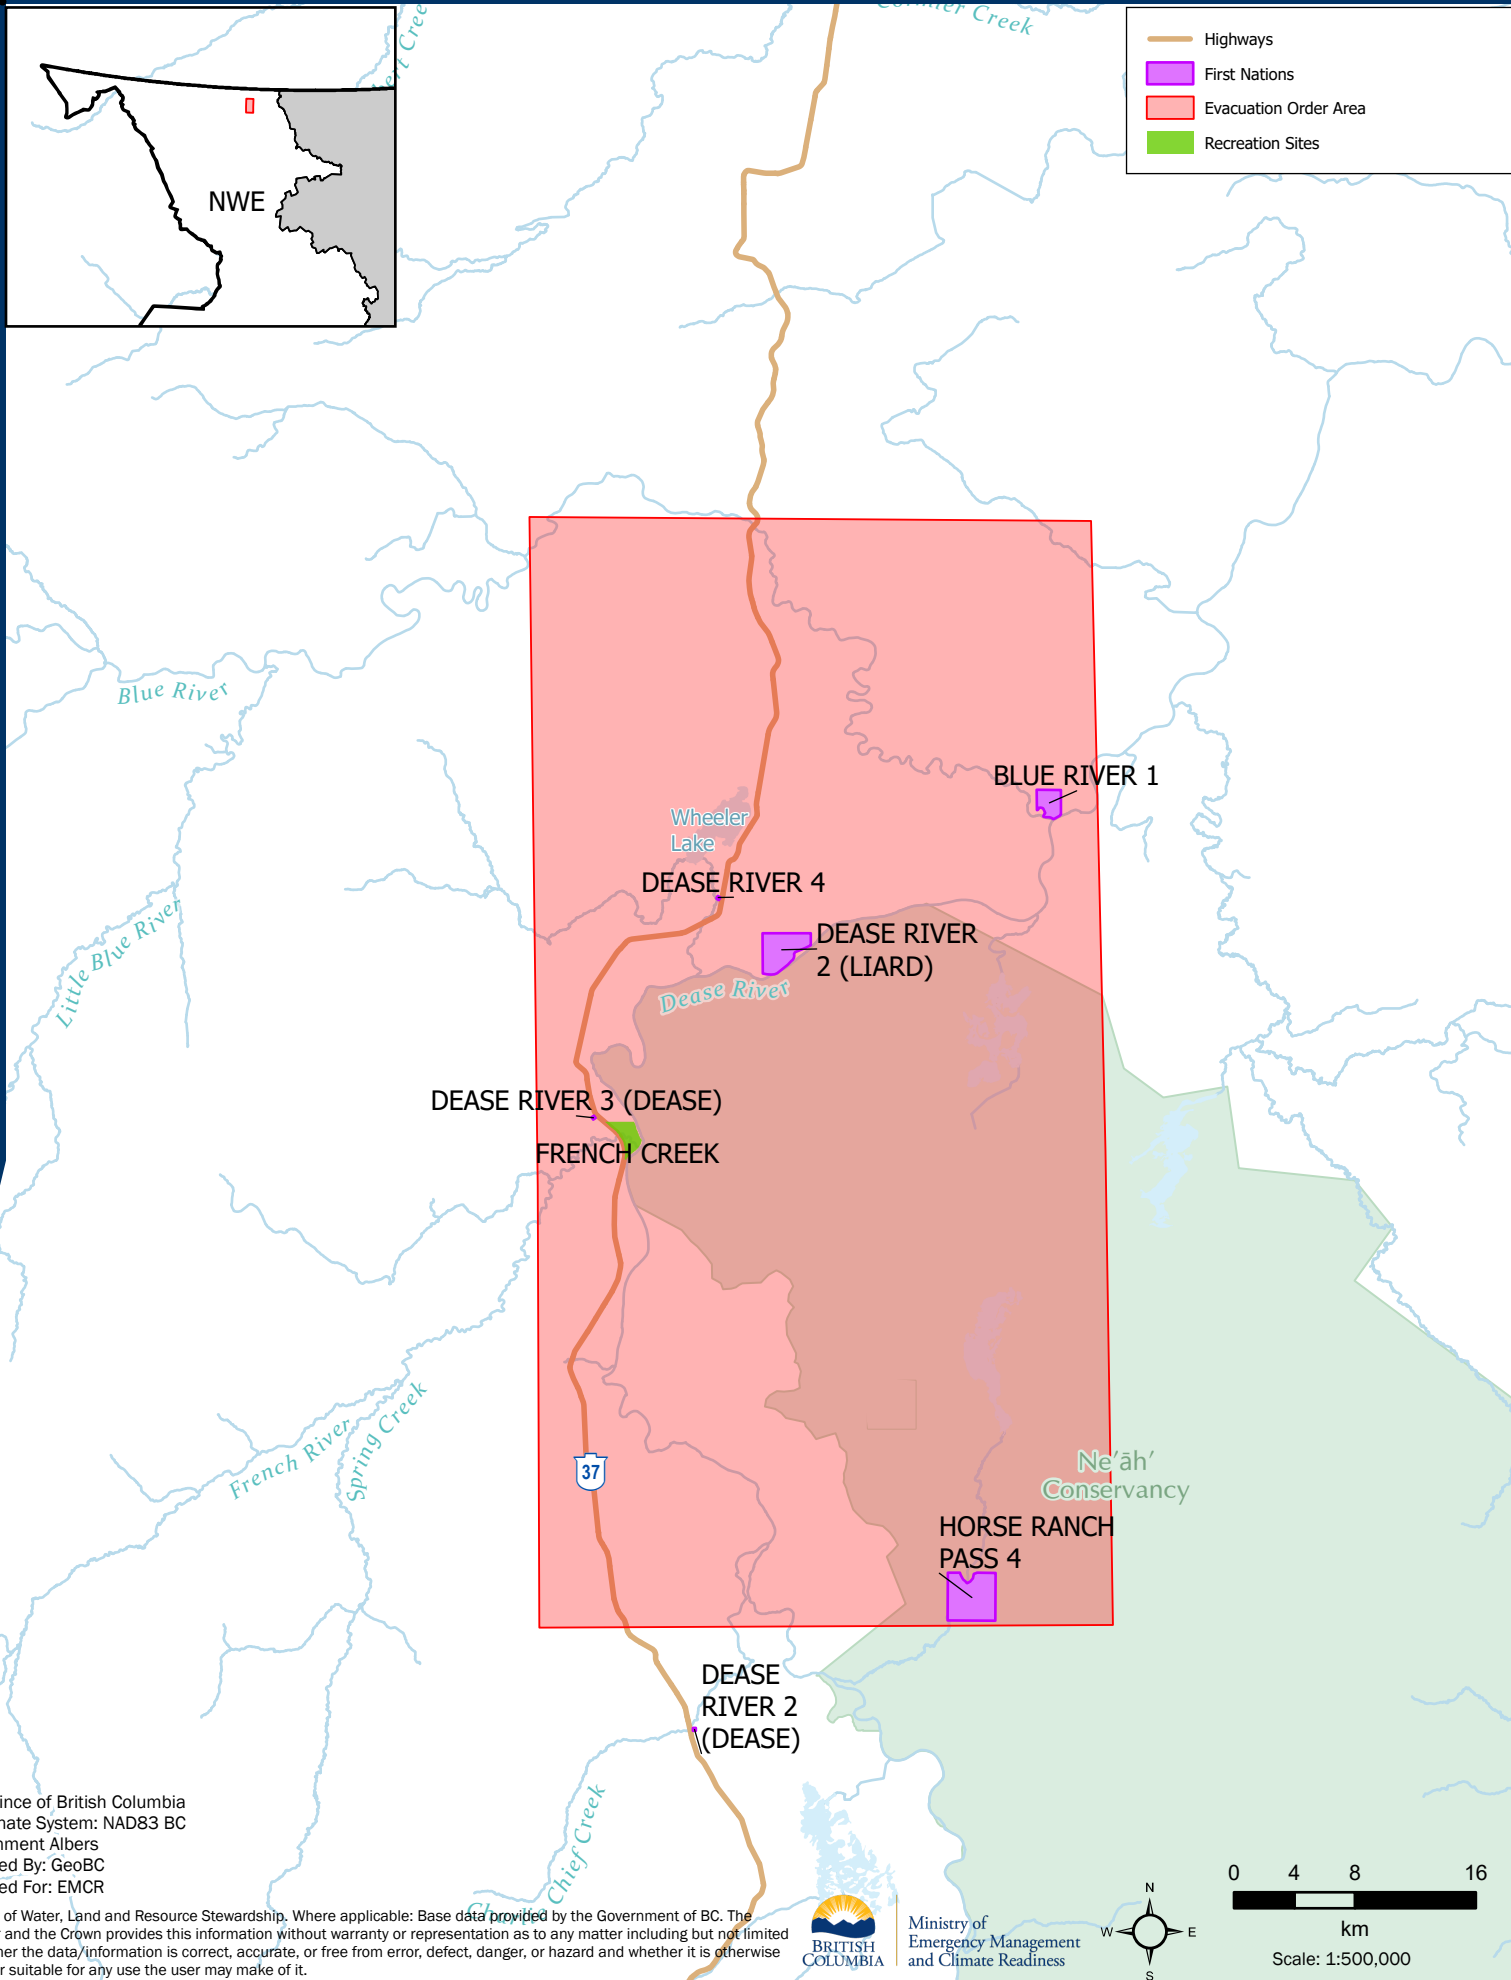 Cormier Creek
Highways
First Nations
Evacuation Order Area
Recreation Sites
NWE
Blue River
BLUE RIVER 1
Wheeler
Lake
DEASE RIVER 4
DEASE RIVER
2 (LIARD)
Little Blue River
Dease River
DEASE RIVER 3 (DEASE)
FRENCH CREEK
French River
Spring Creek
37
Ne'āh'
Conservancy
HORSE RANCH
PASS 4
DEASE
RIVER 2
(DEASE)
Charlie Chief Creek
ince of British Columbia
nate System: NAD83 BC
nment Albers
ed By: GeoBC
ed For: EMCR
of Water, Land and Resource Stewardship. Where applicable: Base data provided by the Government of BC. The
and the Crown provides this information without warranty or representation as to any matter including but not limited
her the data/information is correct, accurate, or free from error, defect, danger, or hazard and whether it is otherwise
r suitable for any use the user may make of it.
BRITISH
COLUMBIA
Ministry of
Emergency Management
and Climate Readiness
N
W
E
S
0 4 8 16
km
Scale: 1:500,000